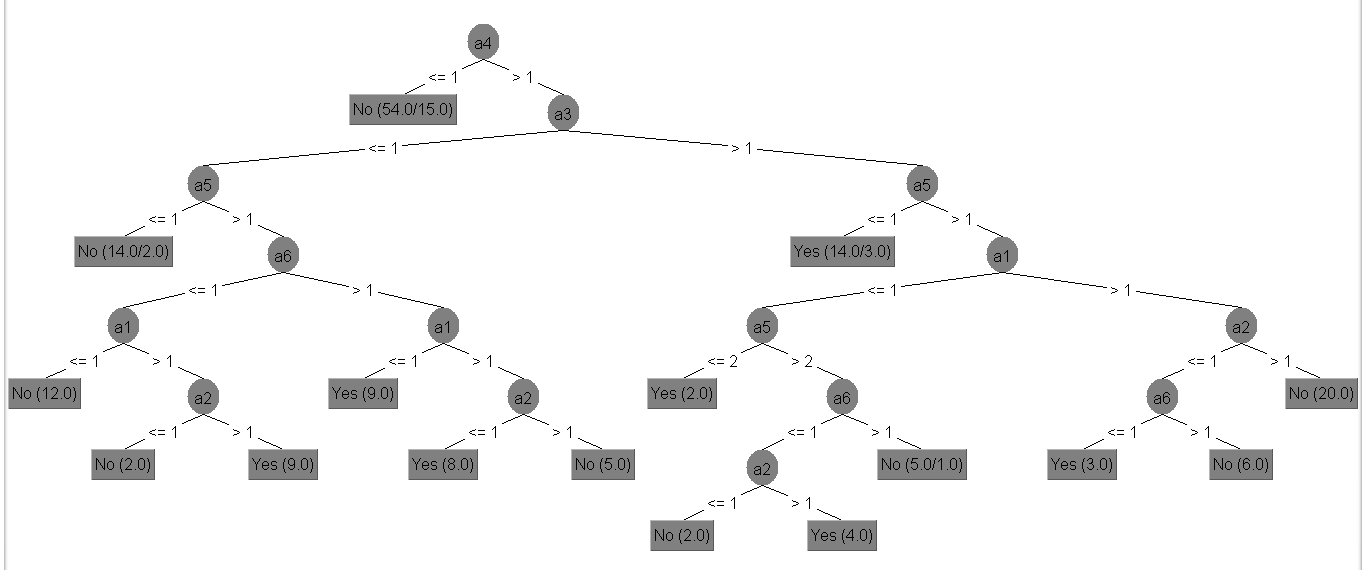 a4
<= 1 > 1
No (54.0/15.0) a3
<= 1 > 1
a5 a5
<= 1 > 1 <= 1 > 1
No (14.0/2.0) a6 Yes (14.0/3.0) a1
<= 1 > 1 <= 1 > 1
a1 a1 a5 a2
<= 1 > 1 <= 1 > 1 <= 2 > 2 <= 1 > 1
No (12.0) a2 Yes (9.0) a2 Yes (2.0) a6 a6 No (20.0)
<= 1 > 1 <= 1 > 1 <= 1 > 1 <= 1 > 1
No (2.0) Yes (9.0) Yes (8.0) No (5.0) a2 No (5.0/1.0) Yes (3.0) No (6.0)
<= 1 > 1
No (2.0) Yes (4.0)